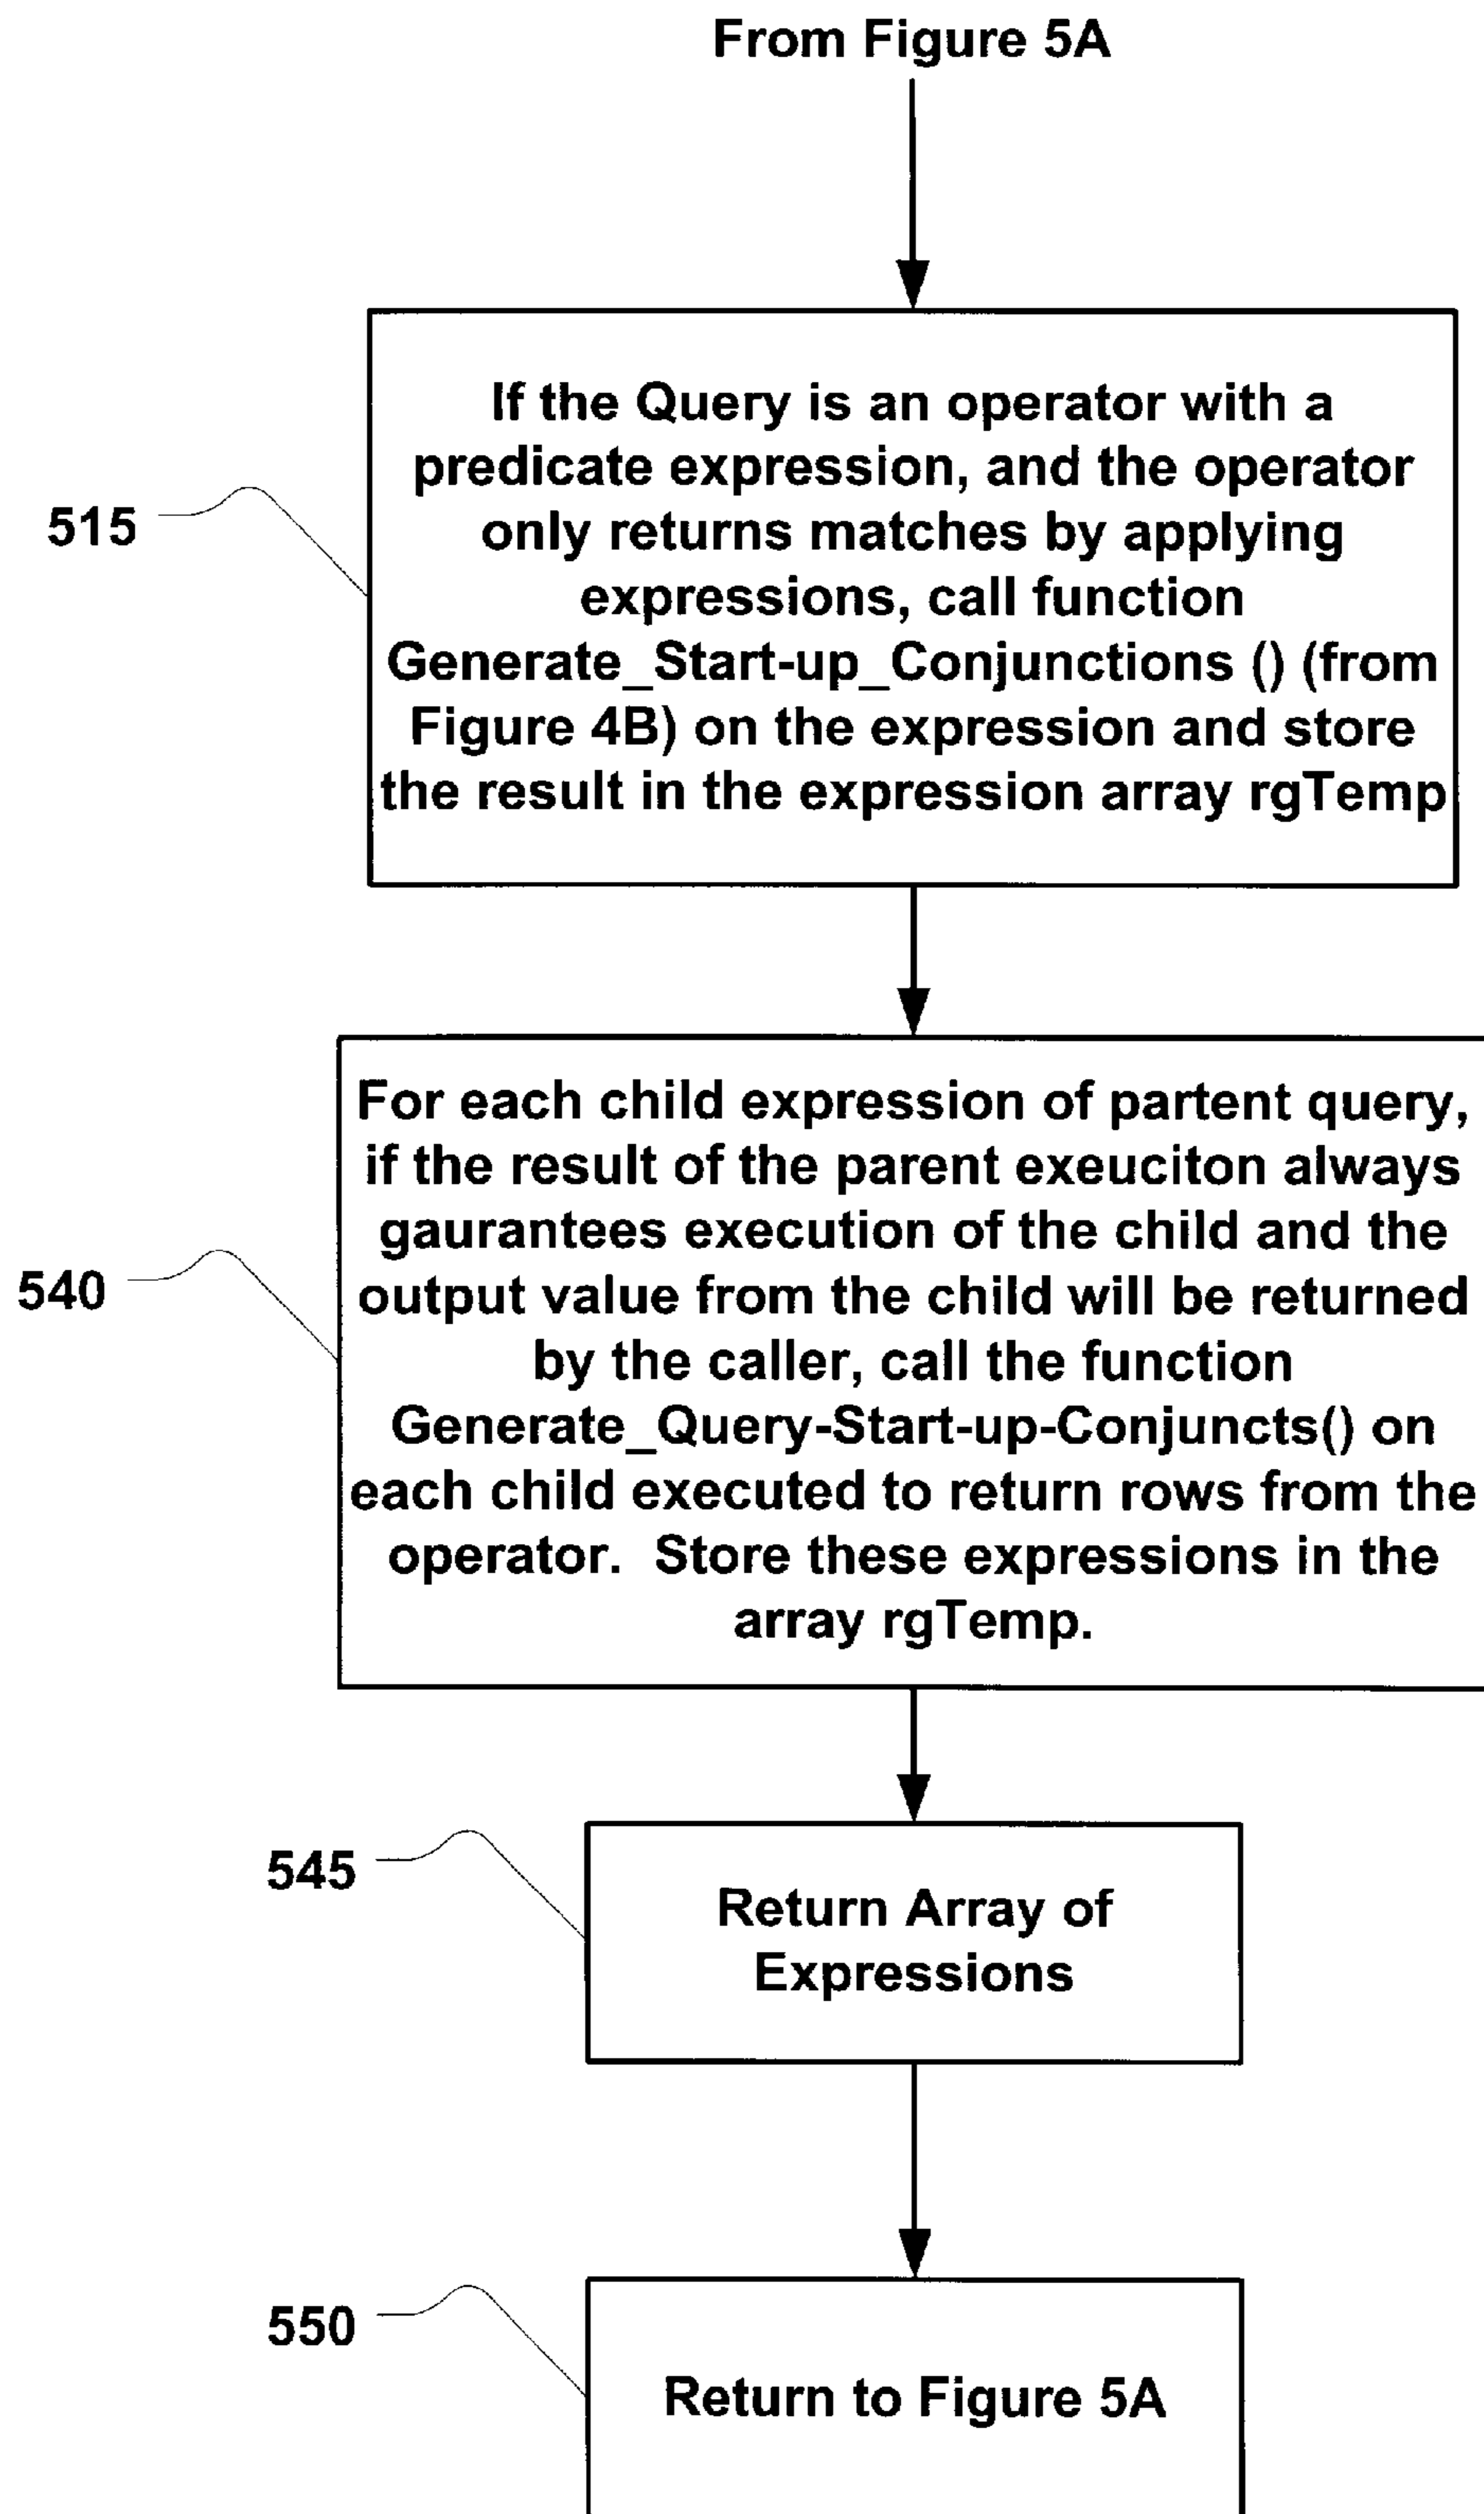 From Figure 5A
If the Query is an operator with a
predicate expression, and the operator
only returns matches by applying
expressions, call function
Generate_Start-up_Conjunctions () (from
Figure 4B) on the expression and store
the result in the expression array rgTemp
515
For each child expression of partent query,
if the result of the parent exeuciton always
gaurantees execution of the child and the
output value from the child will be returned
by the caller, call the function
Generate_Query-Start-up-Conjuncts() on
each child executed to return rows from the
operator.  Store these expressions in the
array rgTemp.
540
545
Return Array of
Expressions
550
Return to Figure 5A